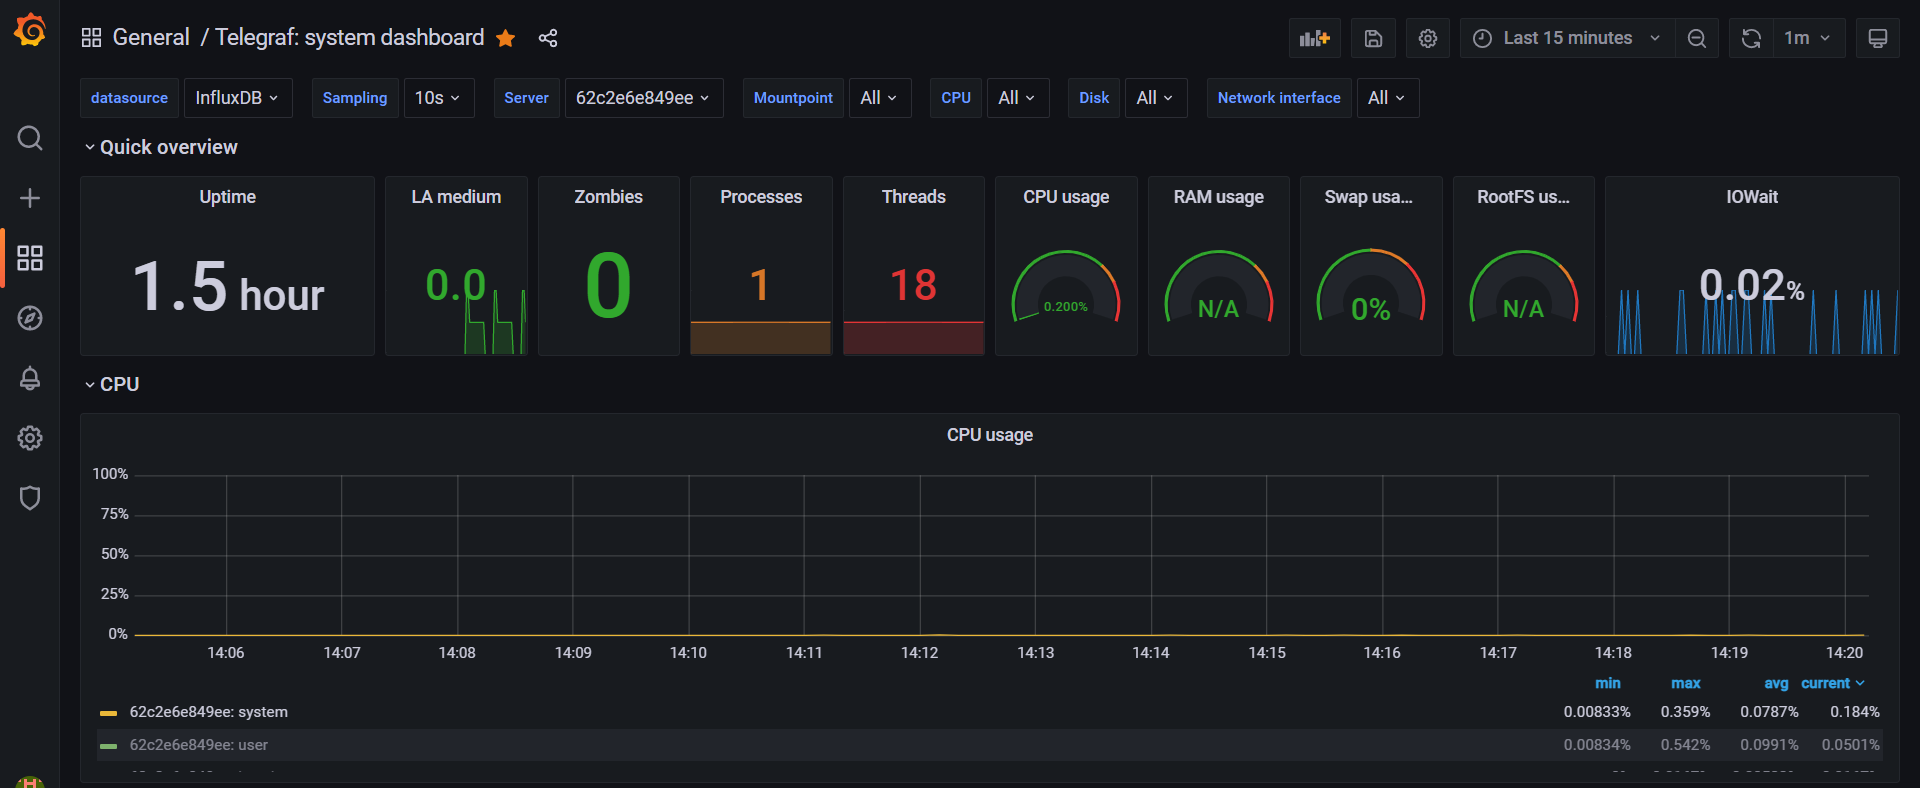 General / Telegraf: system dashboard
Last 15 minutes
1m
datasource InfluxDB Sampling 10s Server 62c2e6e849ee Mountpoint All CPU All Disk All Network interface All
Quick overview
Uptime
1.5 hour
LA medium
0.0
Zombies
0
Processes
1
Threads
18
CPU usage
0.200%
RAM usage
N/A
Swap usa...
0%
RootFS us...
N/A
IOWait
0.02%
CPU
CPU usage
100%
75%
50%
25%
0%
14:06 14:07 14:08 14:09 14:10 14:11 14:12 14:13 14:14 14:15 14:16 14:17 14:18 14:19 14:20
min max avg current
62c2e6e849ee: system 0.00833% 0.359% 0.0787% 0.184%
62c2e6e849ee: user 0.00834% 0.542% 0.0991% 0.0501%